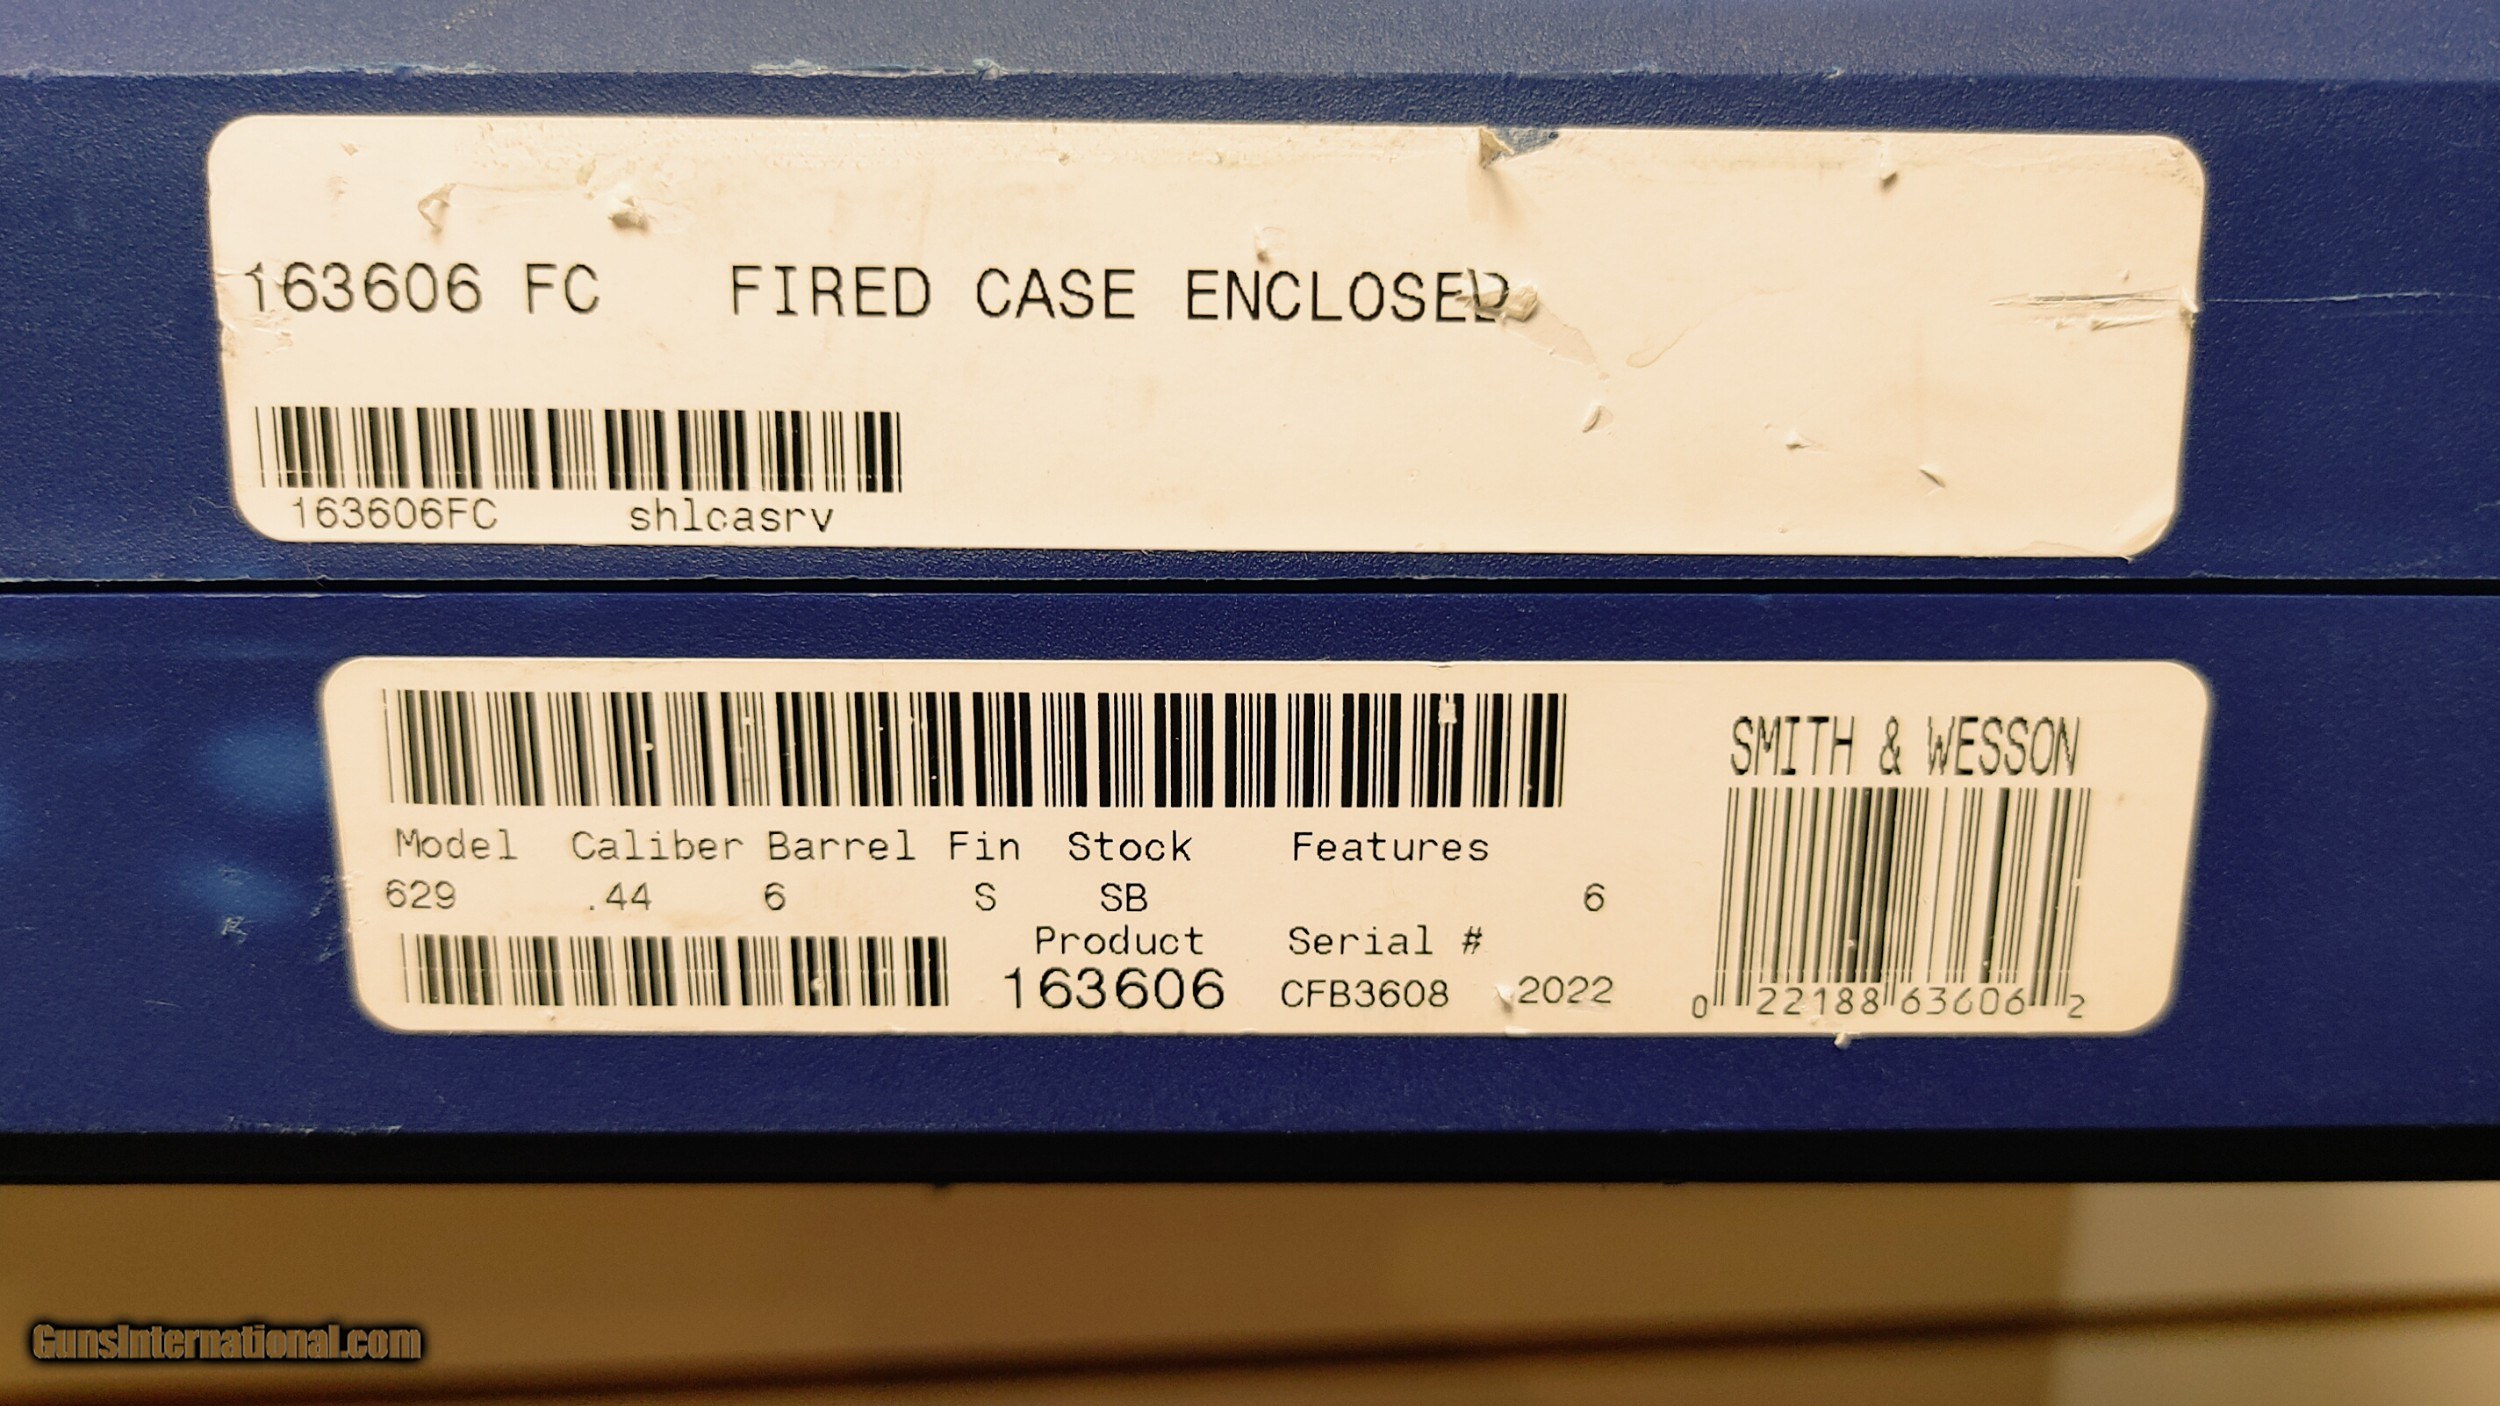 163606 FC FIRED CASE ENCLOSED
163606FC shlcasrv
SMITH & WESSON
Model Caliber Barrel Fin Stock Features
629 .44 6 S SB 6
Product Serial #
163606 CFB3608 2022
0 22188 63606 2
GunsInternational.com